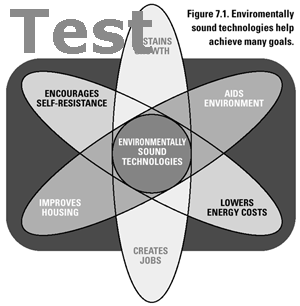 Test
Figure 7.1. Enviromentally
sound technologies help
achieve many goals.
ENCOURAGES
SELF-RESISTANCE
AIDS
ENVIRONMENT
ENVIRONMENTALLY
SOUND
TECHNOLOGIES
IMPROVES
HOUSING
LOWERS
ENERGY COSTS
CREATES
JOBS